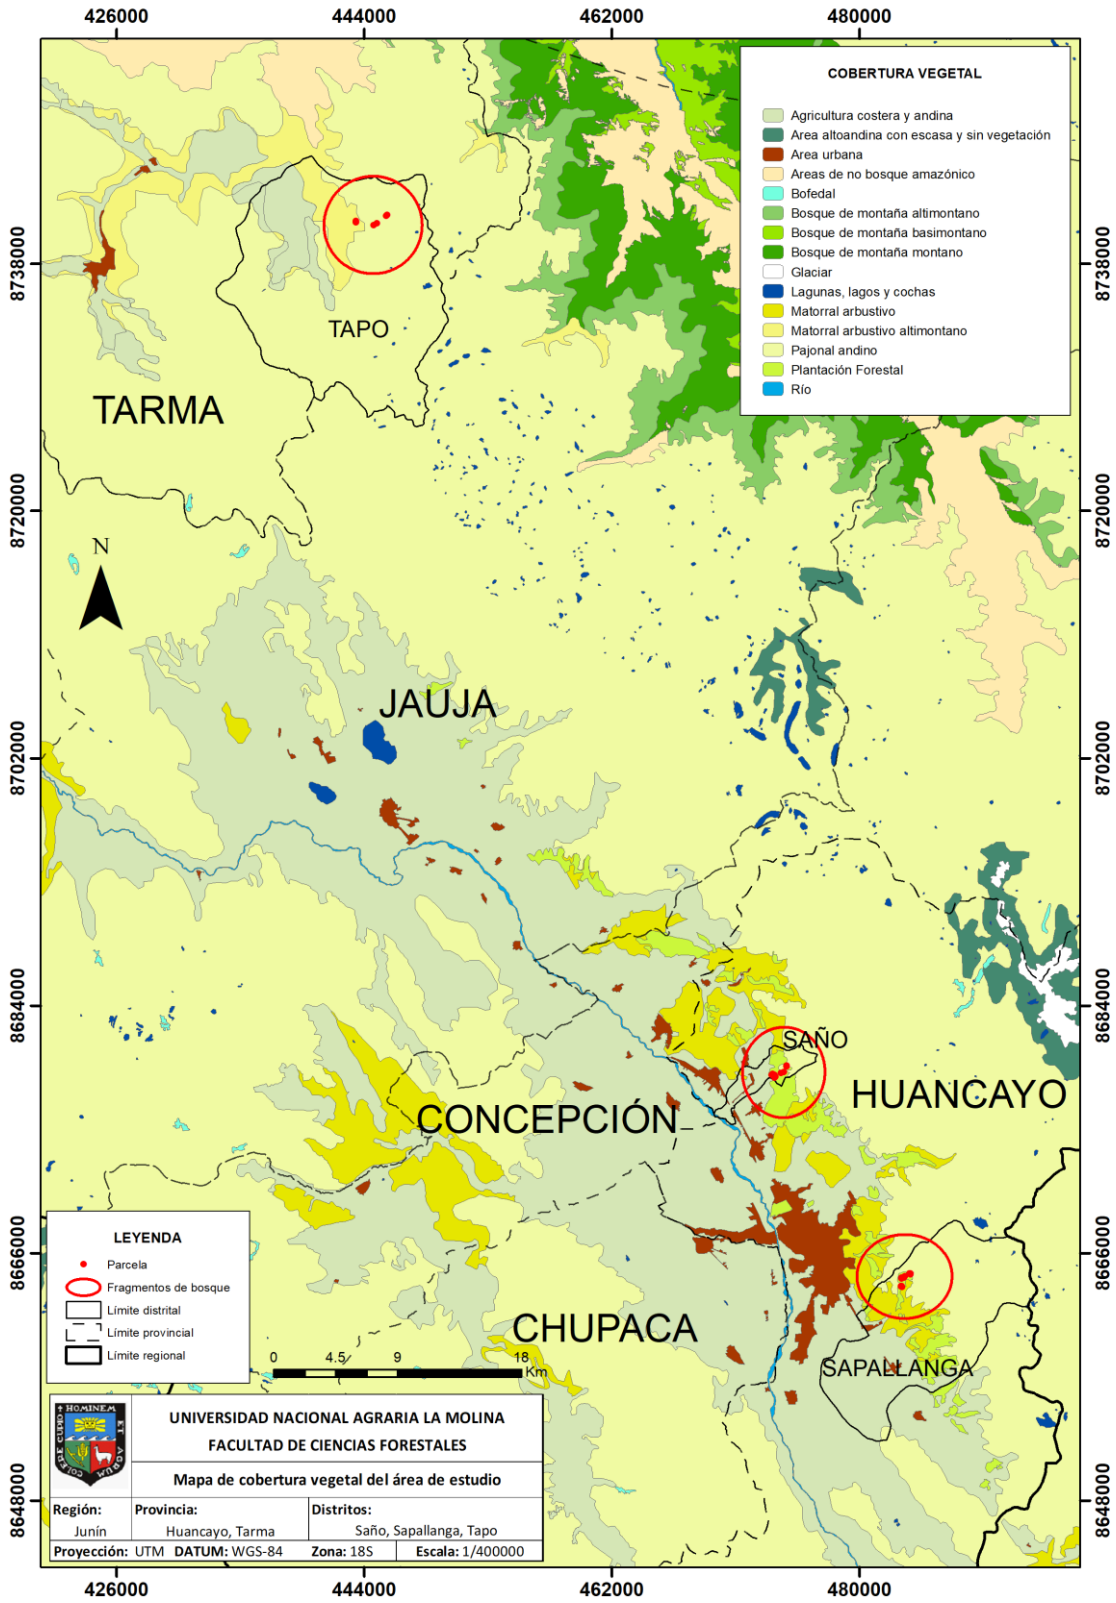 426000 444000 462000 480000
8738000 8738000
8720000 8720000
8702000 8702000
8684000 8684000
8666000 8666000
8648000 8648000
COBERTURA VEGETAL
Agricultura costera y andina
Area altoandina con escasa y sin vegetación
Area urbana
Areas de no bosque amazónico
Bofedal
Bosque de montaña altimontano
Bosque de montaña basimontano
Bosque de montaña montano
Glaciar
Lagunas, lagos y cochas
Matorral arbustivo
Matorral arbustivo altimontano
Pajonal andino
Plantación Forestal
Río
TAPO
TARMA
N
JAUJA
SAÑO
HUANCAYO
CONCEPCIÓN
CHUPACA
SAPALLANGA
LEYENDA
Parcela
Fragmentos de bosque
Límite distrital
Límite provincial
Límite regional
0 4.5 9 18
Km
HOMINEM
COLERE CUPIO
ET AGRUM
UNIVERSIDAD NACIONAL AGRARIA LA MOLINA
FACULTAD DE CIENCIAS FORESTALES
Mapa de cobertura vegetal del área de estudio
Región: Provincia: Distritos:
Junín Huancayo, Tarma Saño, Sapallanga, Tapo
Proyección: UTM DATUM: WGS-84 Zona: 18S Escala: 1/400000
426000 444000 462000 480000